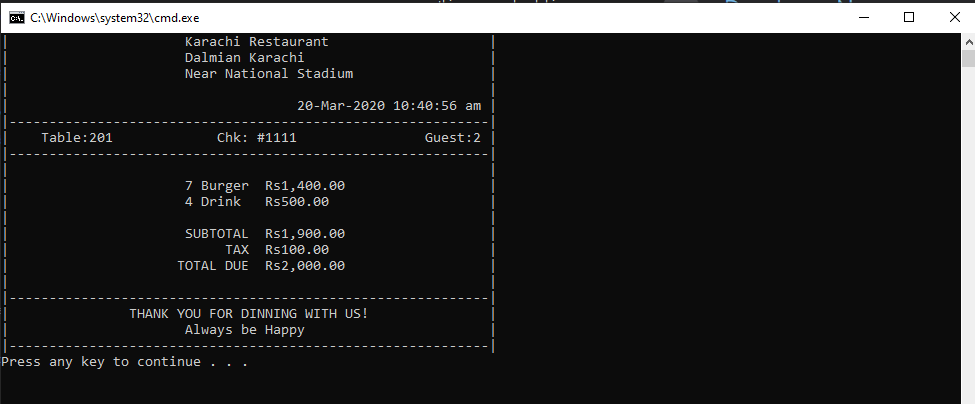 C:\Windows\system32\cmd.exe
| Karachi Restaurant |
| Dalmian Karachi |
| Near National Stadium |
| |
| 20-Mar-2020 10:40:56 am |
|------------------------------------------------------------|
| Table:201 Chk: #1111 Guest:2 |
|------------------------------------------------------------|
| |
| 7 Burger Rs1,400.00 |
| 4 Drink Rs500.00 |
| |
| SUBTOTAL Rs1,900.00 |
| TAX Rs100.00 |
| TOTAL DUE Rs2,000.00 |
| |
|------------------------------------------------------------|
| THANK YOU FOR DINNING WITH US! |
| Always be Happy |
|------------------------------------------------------------|
Press any key to continue . . .